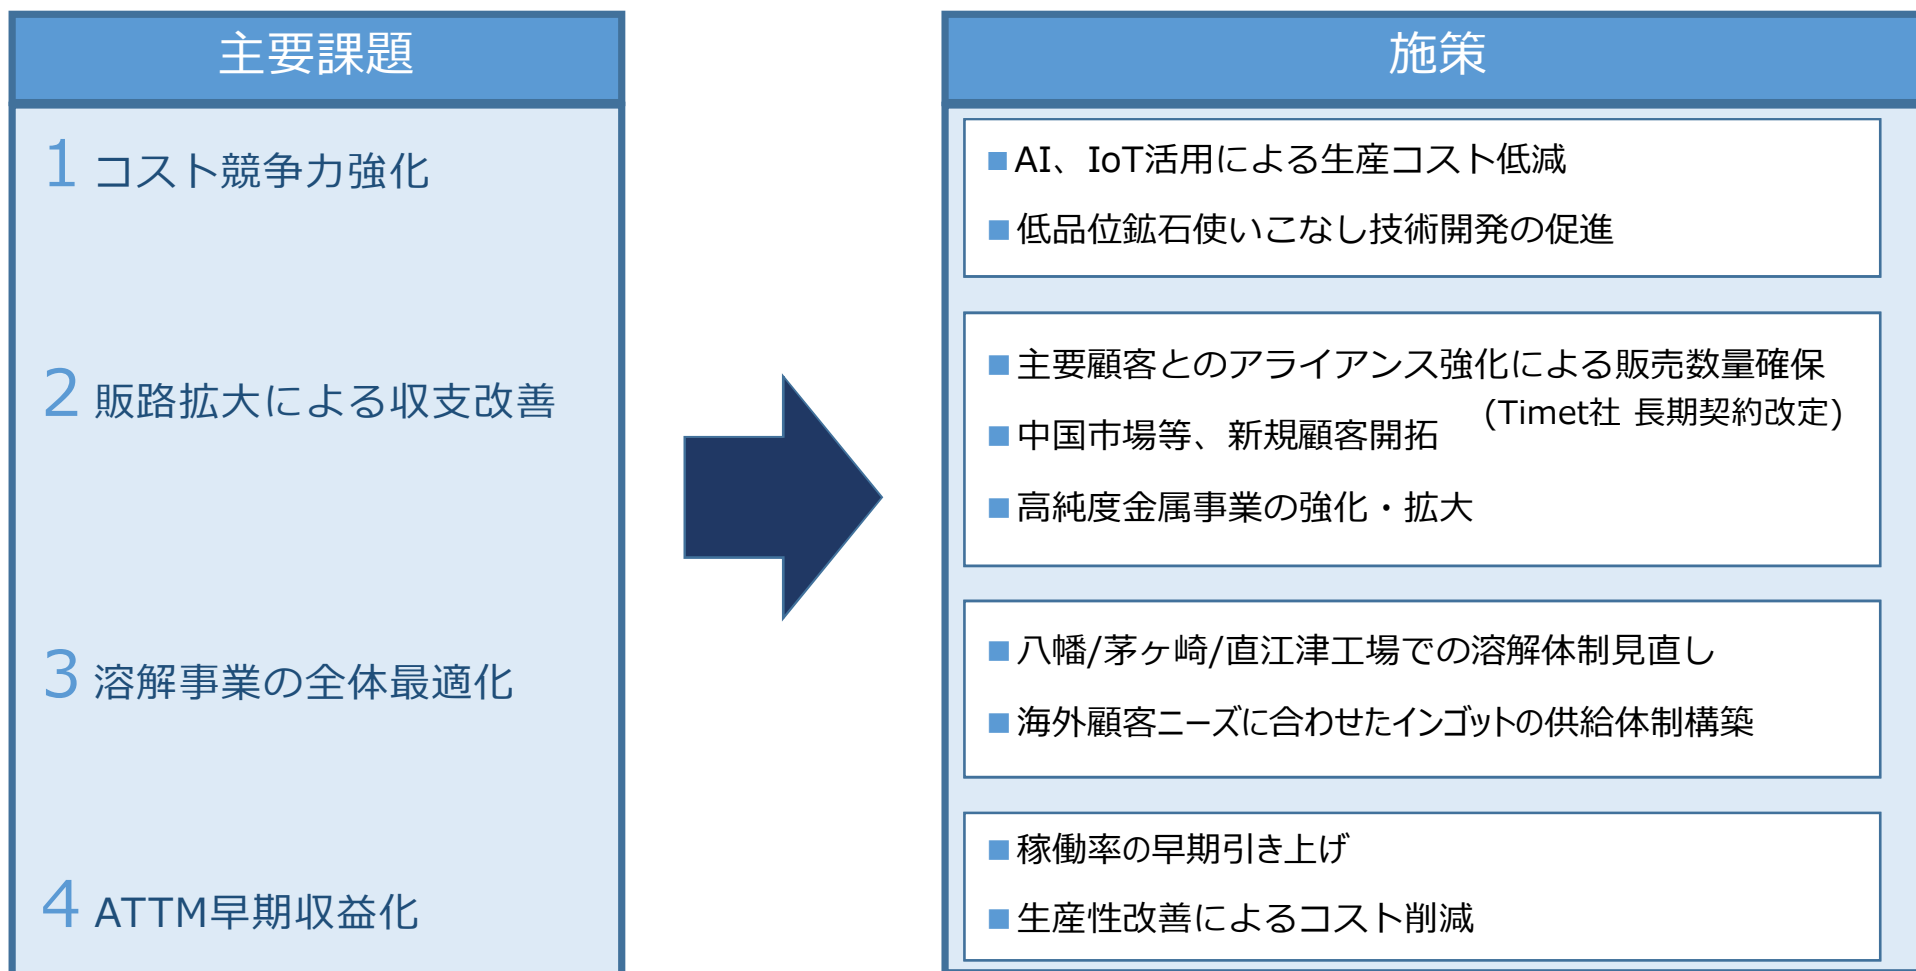 主要課題
1 コスト競争力強化
2 販路拡大による収支改善
3 溶解事業の全体最適化
4 ATTM早期収益化
施策
■AI、IoT活用による生産コスト低減
■低品位鉱石使いこなし技術開発の促進
■主要顧客とのアライアンス強化による販売数量確保
(Timet社 長期契約改定)
■中国市場等、新規顧客開拓
■高純度金属事業の強化・拡大
■八幡/茅ヶ崎/直江津工場での溶解体制見直し
■海外顧客ニーズに合わせたインゴットの供給体制構築
■稼働率の早期引き上げ
■生産性改善によるコスト削減